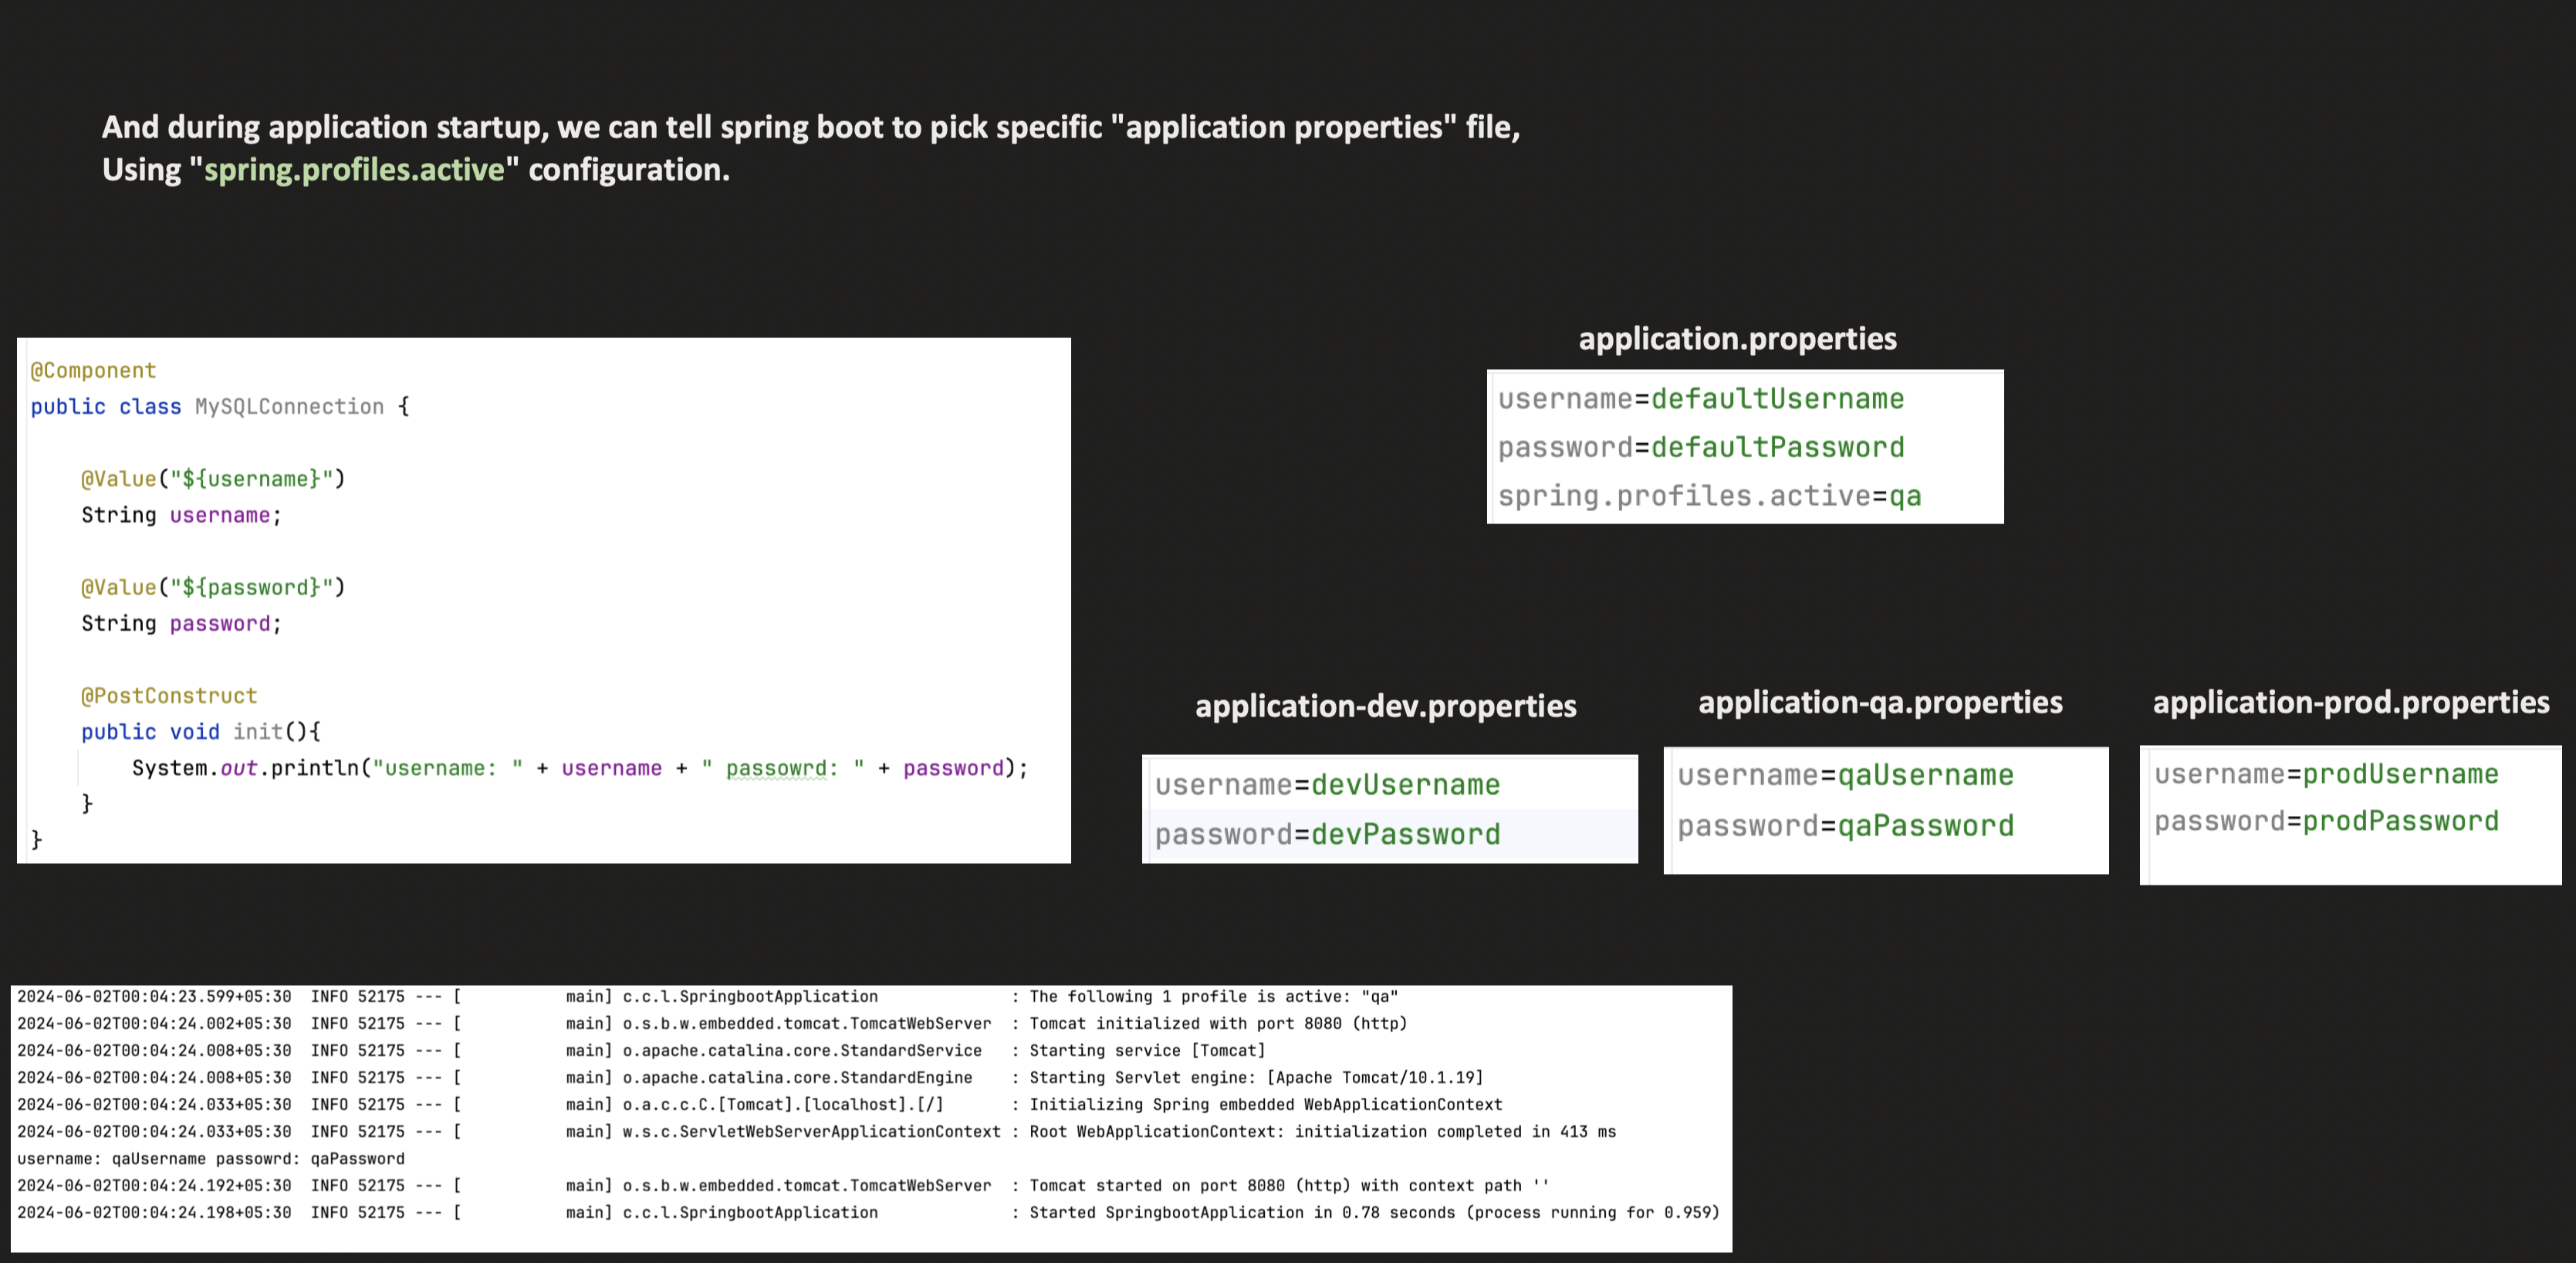 And during application startup, we can tell spring boot to pick specific "application properties" file,
Using "spring.profiles.active" configuration.
@Component
public class MySQLConnection {
@Value("${username}")
String username;
@Value("${password}")
String password;
@PostConstruct
public void init(){
System.out.println("username: " + username + " passowrd: " + password);
}
}
application.properties
username=defaultUsername
password=defaultPassword
spring.profiles.active=qa
application-dev.properties
username=devUsername
password=devPassword
application-qa.properties
username=qaUsername
password=qaPassword
application-prod.properties
username=prodUsername
password=prodPassword
2024-06-02T00:04:23.599+05:30  INFO 52175 --- [           main] c.c.l.SpringbootApplication              : The following 1 profile is active: "qa"
2024-06-02T00:04:24.002+05:30  INFO 52175 --- [           main] o.s.b.w.embedded.tomcat.TomcatWebServer  : Tomcat initialized with port 8080 (http)
2024-06-02T00:04:24.008+05:30  INFO 52175 --- [           main] o.apache.catalina.core.StandardService   : Starting service [Tomcat]
2024-06-02T00:04:24.008+05:30  INFO 52175 --- [           main] o.apache.catalina.core.StandardEngine    : Starting Servlet engine: [Apache Tomcat/10.1.19]
2024-06-02T00:04:24.033+05:30  INFO 52175 --- [           main] o.a.c.c.C.[Tomcat].[localhost].[/]       : Initializing Spring embedded WebApplicationContext
2024-06-02T00:04:24.033+05:30  INFO 52175 --- [           main] w.s.c.ServletWebServerApplicationContext : Root WebApplicationContext: initialization completed in 413 ms
username: qaUsername passowrd: qaPassword
2024-06-02T00:04:24.192+05:30  INFO 52175 --- [           main] o.s.b.w.embedded.tomcat.TomcatWebServer  : Tomcat started on port 8080 (http) with context path ''
2024-06-02T00:04:24.198+05:30  INFO 52175 --- [           main] c.c.l.SpringbootApplication              : Started SpringbootApplication in 0.78 seconds (process running for 0.959)